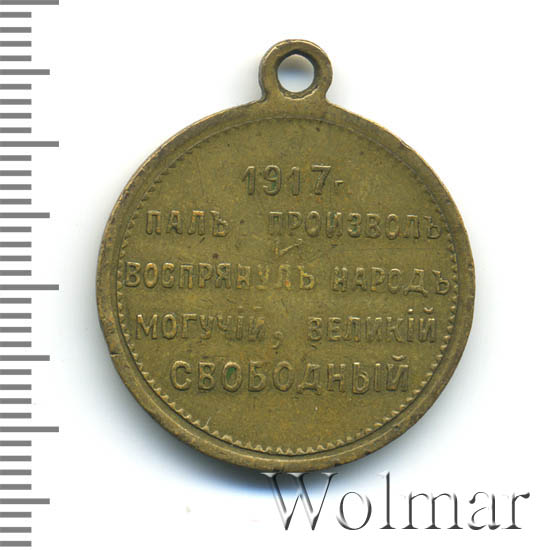 1917 г.
ПАЛЪ ПРОИЗВОЛЪ
ВОСПРЯНУЛЪ НАРОДЪ
МОГУЧІЙ, ВЕЛИКІЙ
СВОБОДНЫЙ
Wolmar